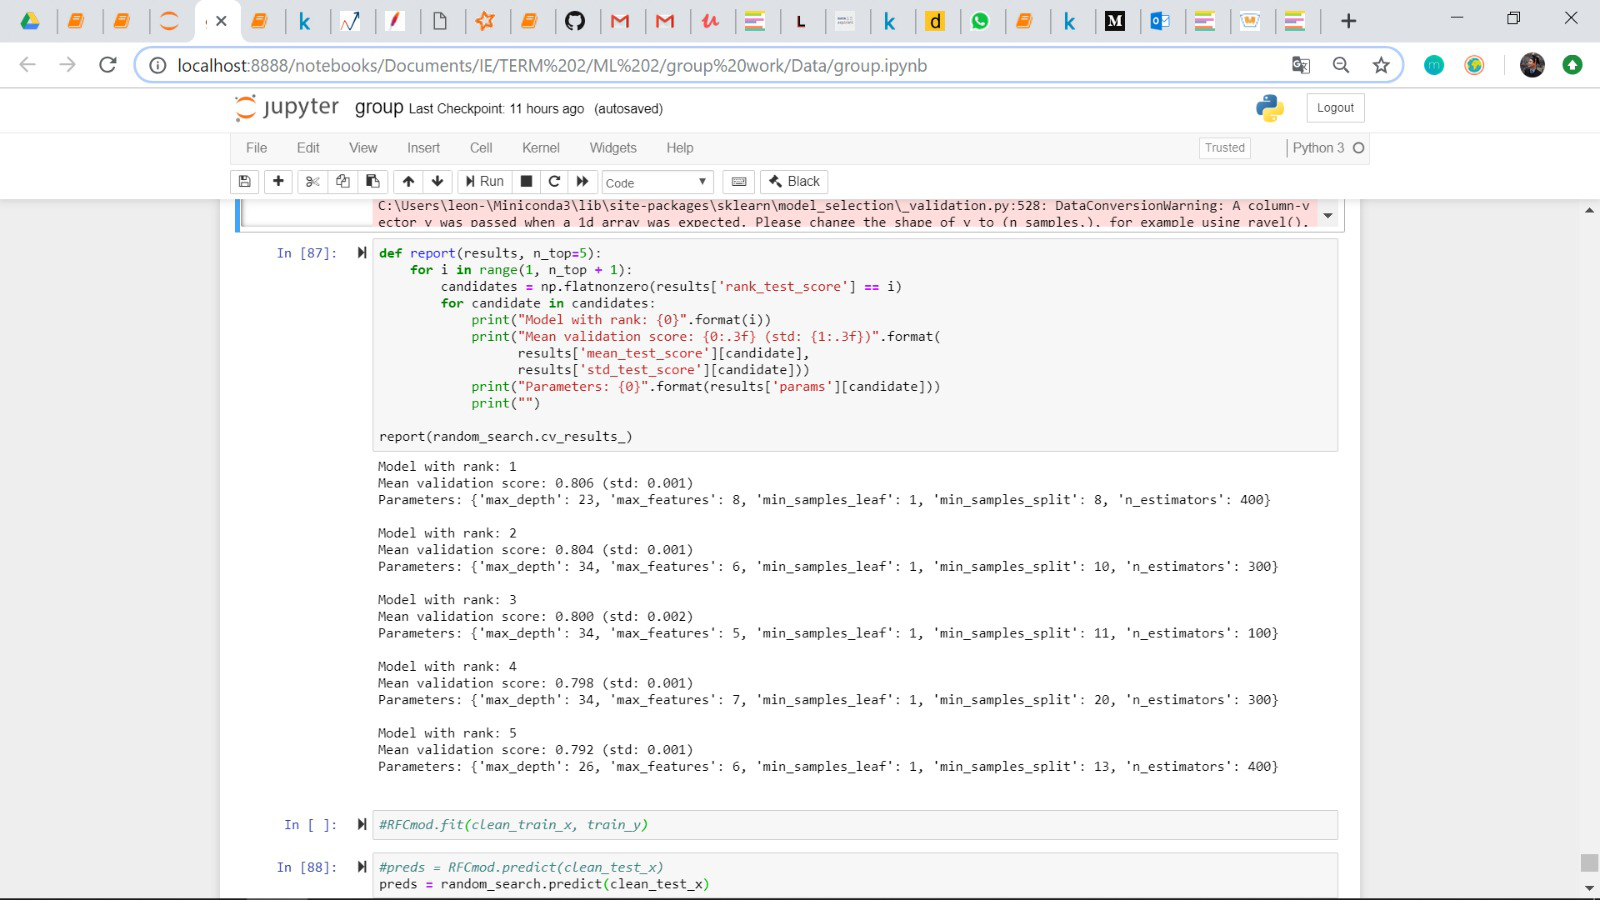 localhost:8888/notebooks/Documents/IE/TERM%202/ML%202/group%20work/Data/group.ipynb
jupyter group Last Checkpoint: 11 hours ago (autosaved)
Logout
File Edit View Insert Cell Kernel Widgets Help Trusted Python 3
Run Code Black
C:\Users\leon-\Miniconda3\lib\site-packages\sklearn\model_selection\_validation.py:528: DataConversionWarning: A column-v
ector y was passed when a 1d array was expected. Please change the shape of y to (n_samples,), for example using ravel().
In [87]:
def report(results, n_top=5):
    for i in range(1, n_top + 1):
        candidates = np.flatnonzero(results['rank_test_score'] == i)
        for candidate in candidates:
            print("Model with rank: {0}".format(i))
            print("Mean validation score: {0:.3f} (std: {1:.3f})".format(
                  results['mean_test_score'][candidate],
                  results['std_test_score'][candidate]))
            print("Parameters: {0}".format(results['params'][candidate]))
            print("")
report(random_search.cv_results_)
Model with rank: 1
Mean validation score: 0.806 (std: 0.001)
Parameters: {'max_depth': 23, 'max_features': 8, 'min_samples_leaf': 1, 'min_samples_split': 8, 'n_estimators': 400}
Model with rank: 2
Mean validation score: 0.804 (std: 0.001)
Parameters: {'max_depth': 34, 'max_features': 6, 'min_samples_leaf': 1, 'min_samples_split': 10, 'n_estimators': 300}
Model with rank: 3
Mean validation score: 0.800 (std: 0.002)
Parameters: {'max_depth': 34, 'max_features': 5, 'min_samples_leaf': 1, 'min_samples_split': 11, 'n_estimators': 100}
Model with rank: 4
Mean validation score: 0.798 (std: 0.001)
Parameters: {'max_depth': 34, 'max_features': 7, 'min_samples_leaf': 1, 'min_samples_split': 20, 'n_estimators': 300}
Model with rank: 5
Mean validation score: 0.792 (std: 0.001)
Parameters: {'max_depth': 26, 'max_features': 6, 'min_samples_leaf': 1, 'min_samples_split': 13, 'n_estimators': 400}
In [ ]:
#RFCmod.fit(clean_train_x, train_y)
In [88]:
#preds = RFCmod.predict(clean_test_x)
preds = random_search.predict(clean_test_x)